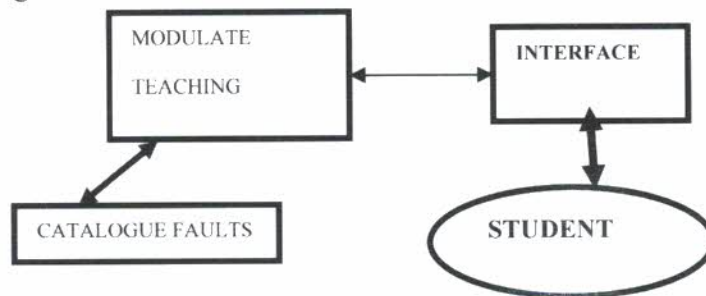 MODULATE
TEACHING
INTERFACE
CATALOGUE FAULTS
STUDENT